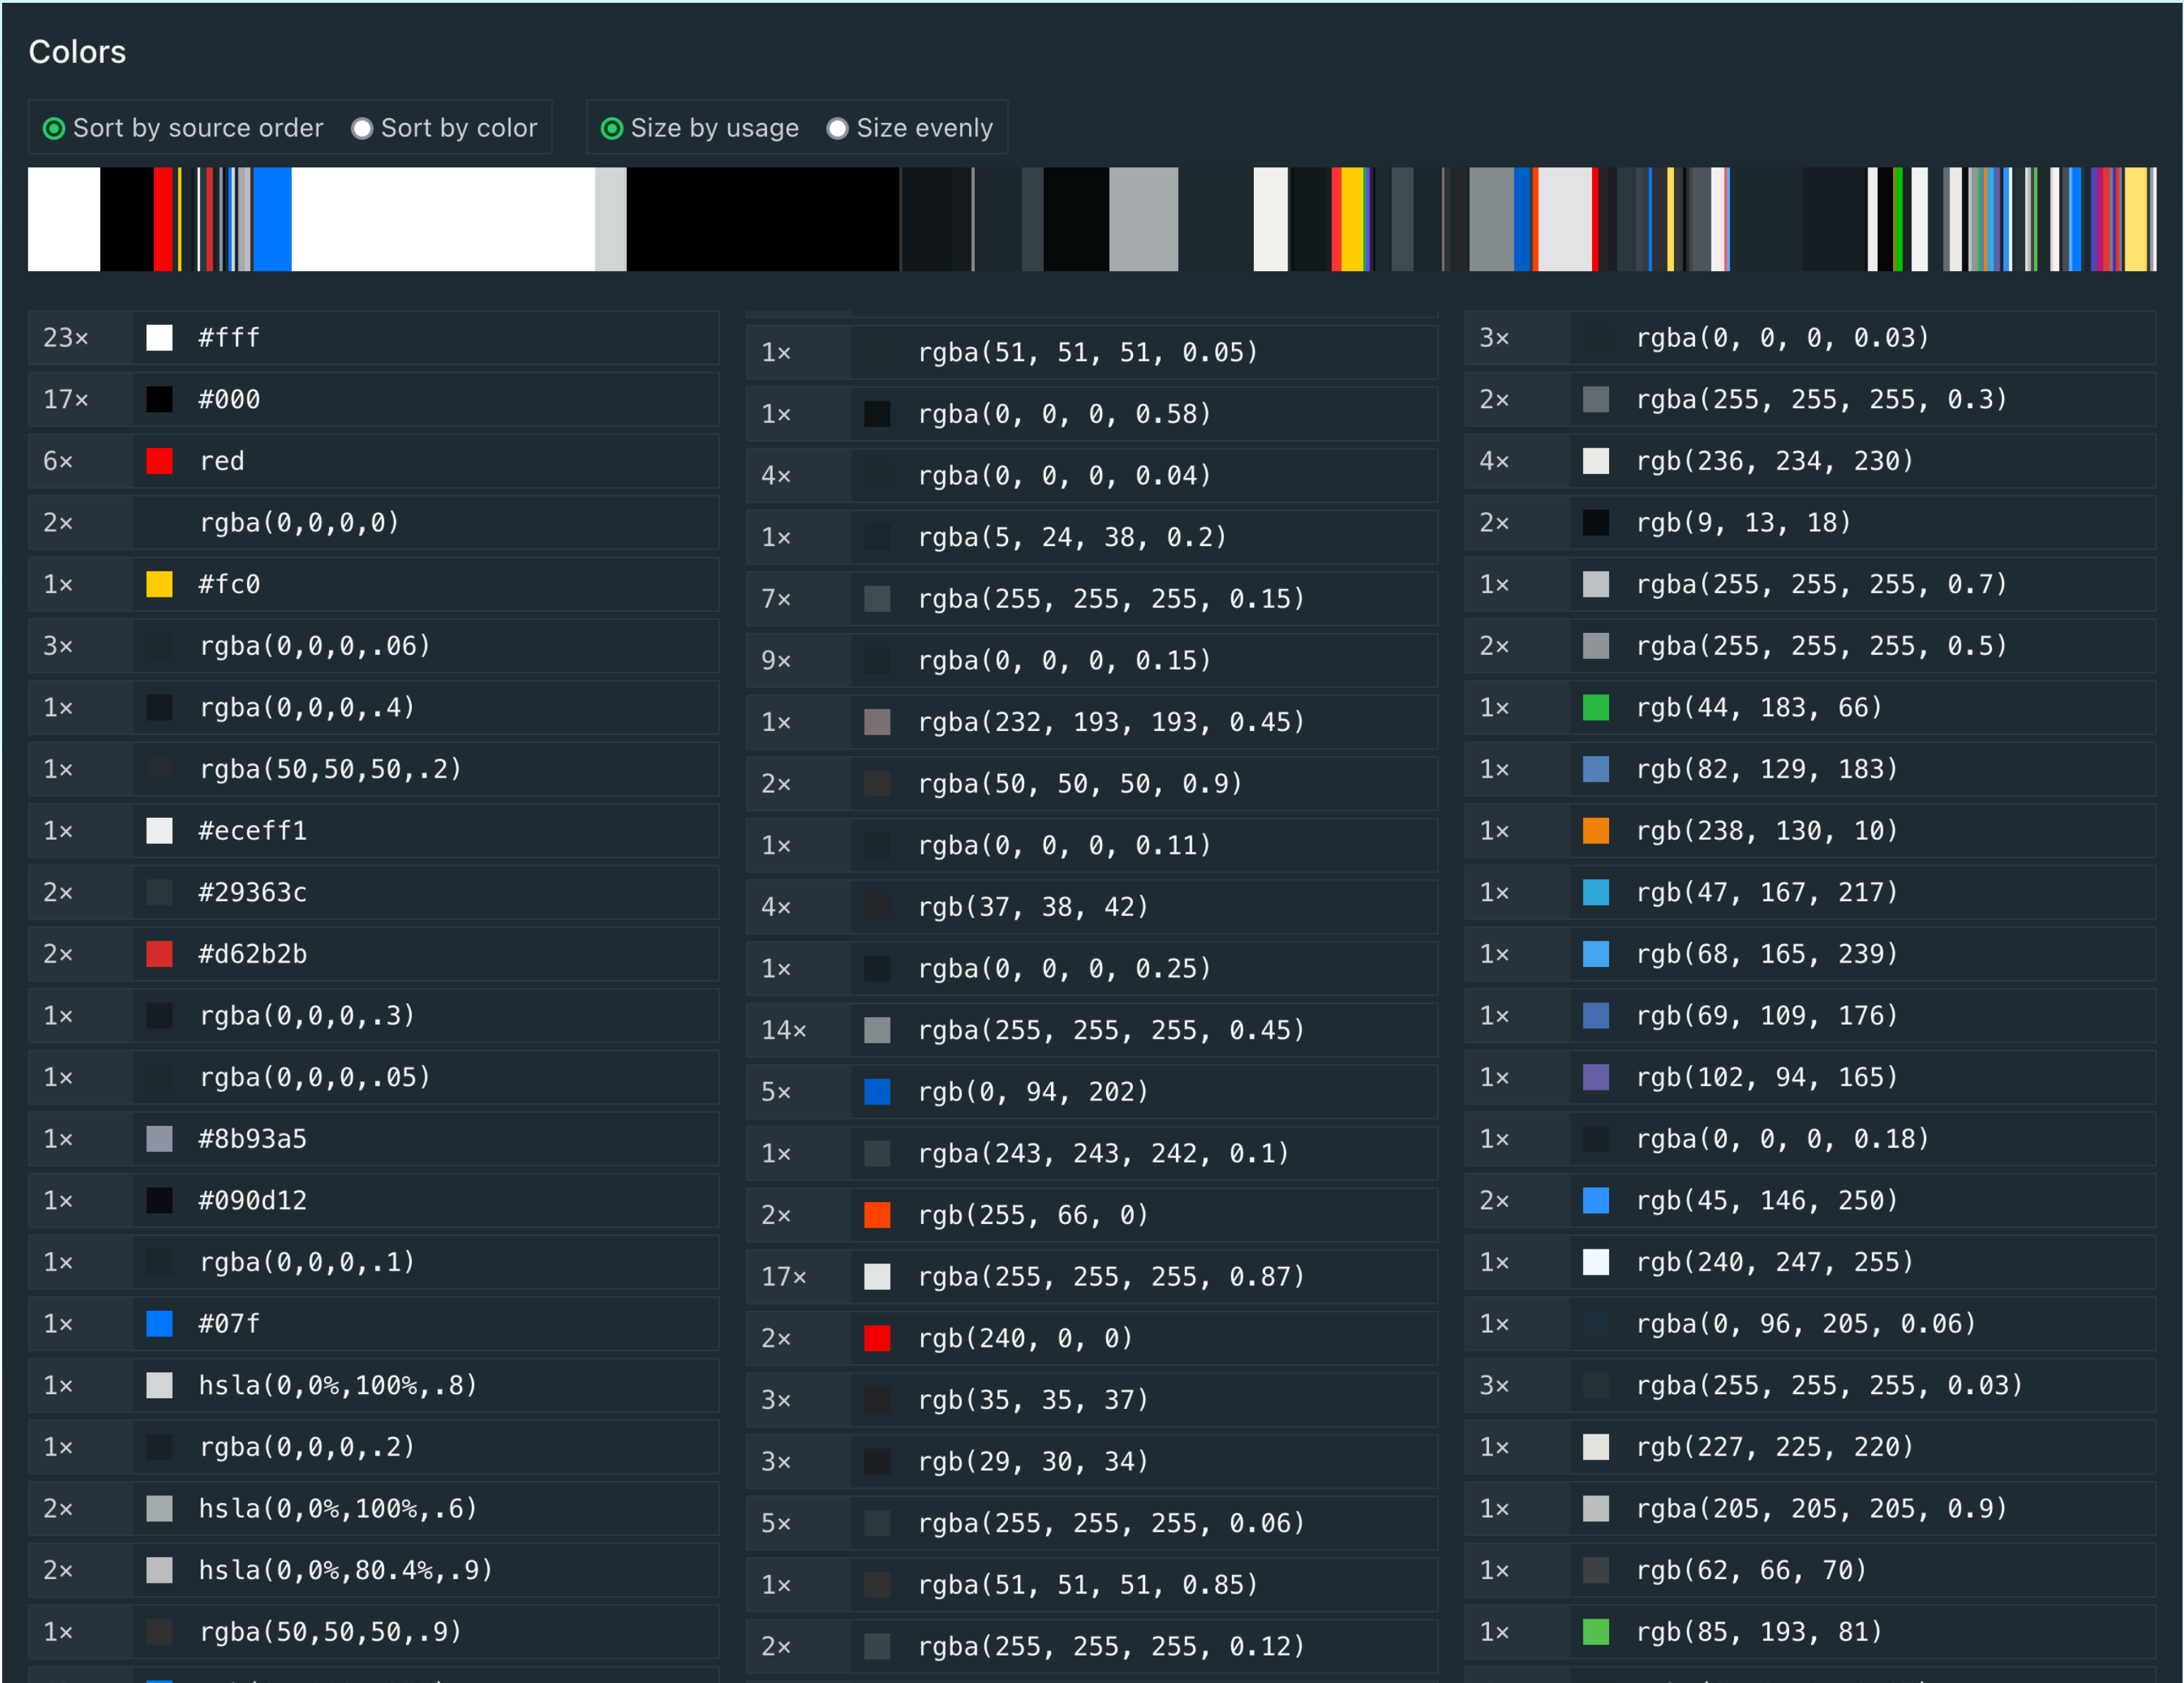 Colors
Sort by source order Sort by color Size by usage Size evenly
23× #fff
17× #000
6× red
2× rgba(0,0,0,0)
1× #fc0
3× rgba(0,0,0,.06)
1× rgba(0,0,0,.4)
1× rgba(50,50,50,.2)
1× #eceff1
2× #29363c
2× #d62b2b
1× rgba(0,0,0,.3)
1× rgba(0,0,0,.05)
1× #8b93a5
1× #090d12
1× rgba(0,0,0,.1)
1× #07f
1× hsla(0,0%,100%,.8)
1× rgba(0,0,0,.2)
2× hsla(0,0%,100%,.6)
2× hsla(0,0%,80.4%,.9)
1× rgba(50,50,50,.9)
1× rgba(51, 51, 51, 0.05)
1× rgba(0, 0, 0, 0.58)
4× rgba(0, 0, 0, 0.04)
1× rgba(5, 24, 38, 0.2)
7× rgba(255, 255, 255, 0.15)
9× rgba(0, 0, 0, 0.15)
1× rgba(232, 193, 193, 0.45)
2× rgba(50, 50, 50, 0.9)
1× rgba(0, 0, 0, 0.11)
4× rgb(37, 38, 42)
1× rgba(0, 0, 0, 0.25)
14× rgba(255, 255, 255, 0.45)
5× rgb(0, 94, 202)
1× rgba(243, 243, 242, 0.1)
2× rgb(255, 66, 0)
17× rgba(255, 255, 255, 0.87)
2× rgb(240, 0, 0)
3× rgb(35, 35, 37)
3× rgb(29, 30, 34)
5× rgba(255, 255, 255, 0.06)
1× rgba(51, 51, 51, 0.85)
2× rgba(255, 255, 255, 0.12)
3× rgba(0, 0, 0, 0.03)
2× rgba(255, 255, 255, 0.3)
4× rgb(236, 234, 230)
2× rgb(9, 13, 18)
1× rgba(255, 255, 255, 0.7)
2× rgba(255, 255, 255, 0.5)
1× rgb(44, 183, 66)
1× rgb(82, 129, 183)
1× rgb(238, 130, 10)
1× rgb(47, 167, 217)
1× rgb(68, 165, 239)
1× rgb(69, 109, 176)
1× rgb(102, 94, 165)
1× rgba(0, 0, 0, 0.18)
2× rgb(45, 146, 250)
1× rgb(240, 247, 255)
1× rgba(0, 96, 205, 0.06)
3× rgba(255, 255, 255, 0.03)
1× rgb(227, 225, 220)
1× rgba(205, 205, 205, 0.9)
1× rgb(62, 66, 70)
1× rgb(85, 193, 81)